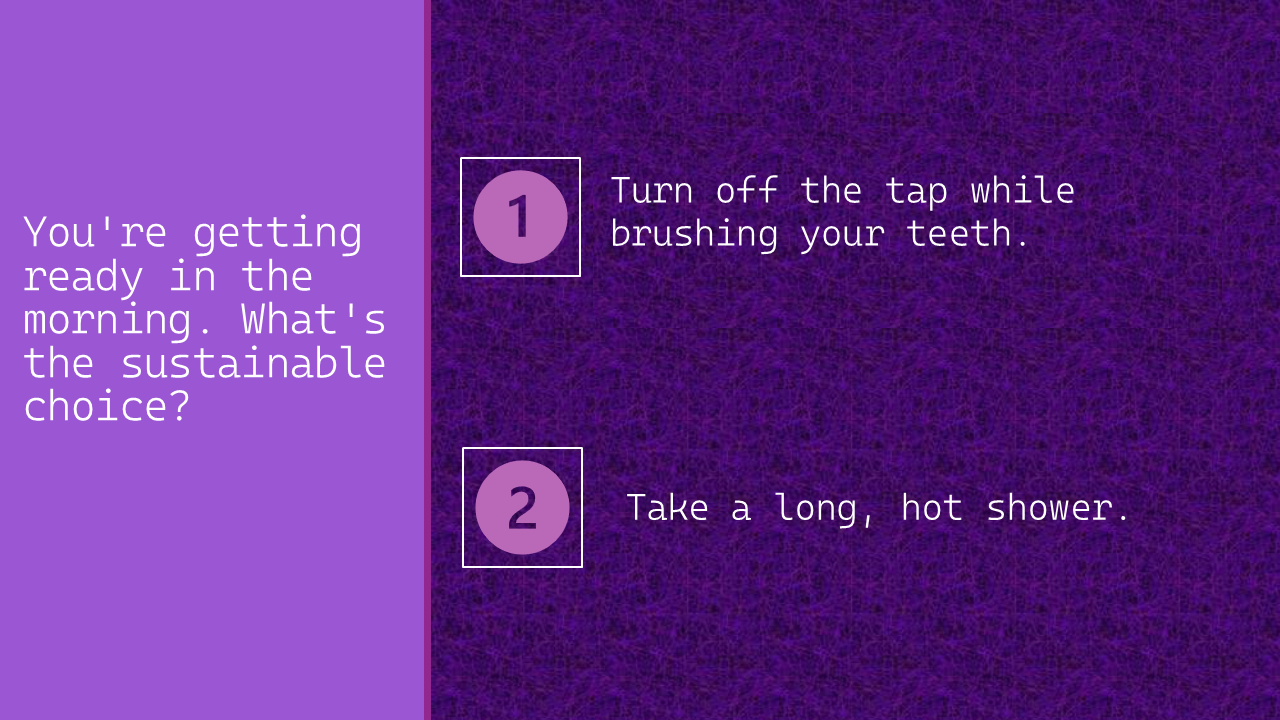 You're getting
ready in the
morning. What's
the sustainable
choice?
1
Turn off the tap while
brushing your teeth.
2
Take a long, hot shower.